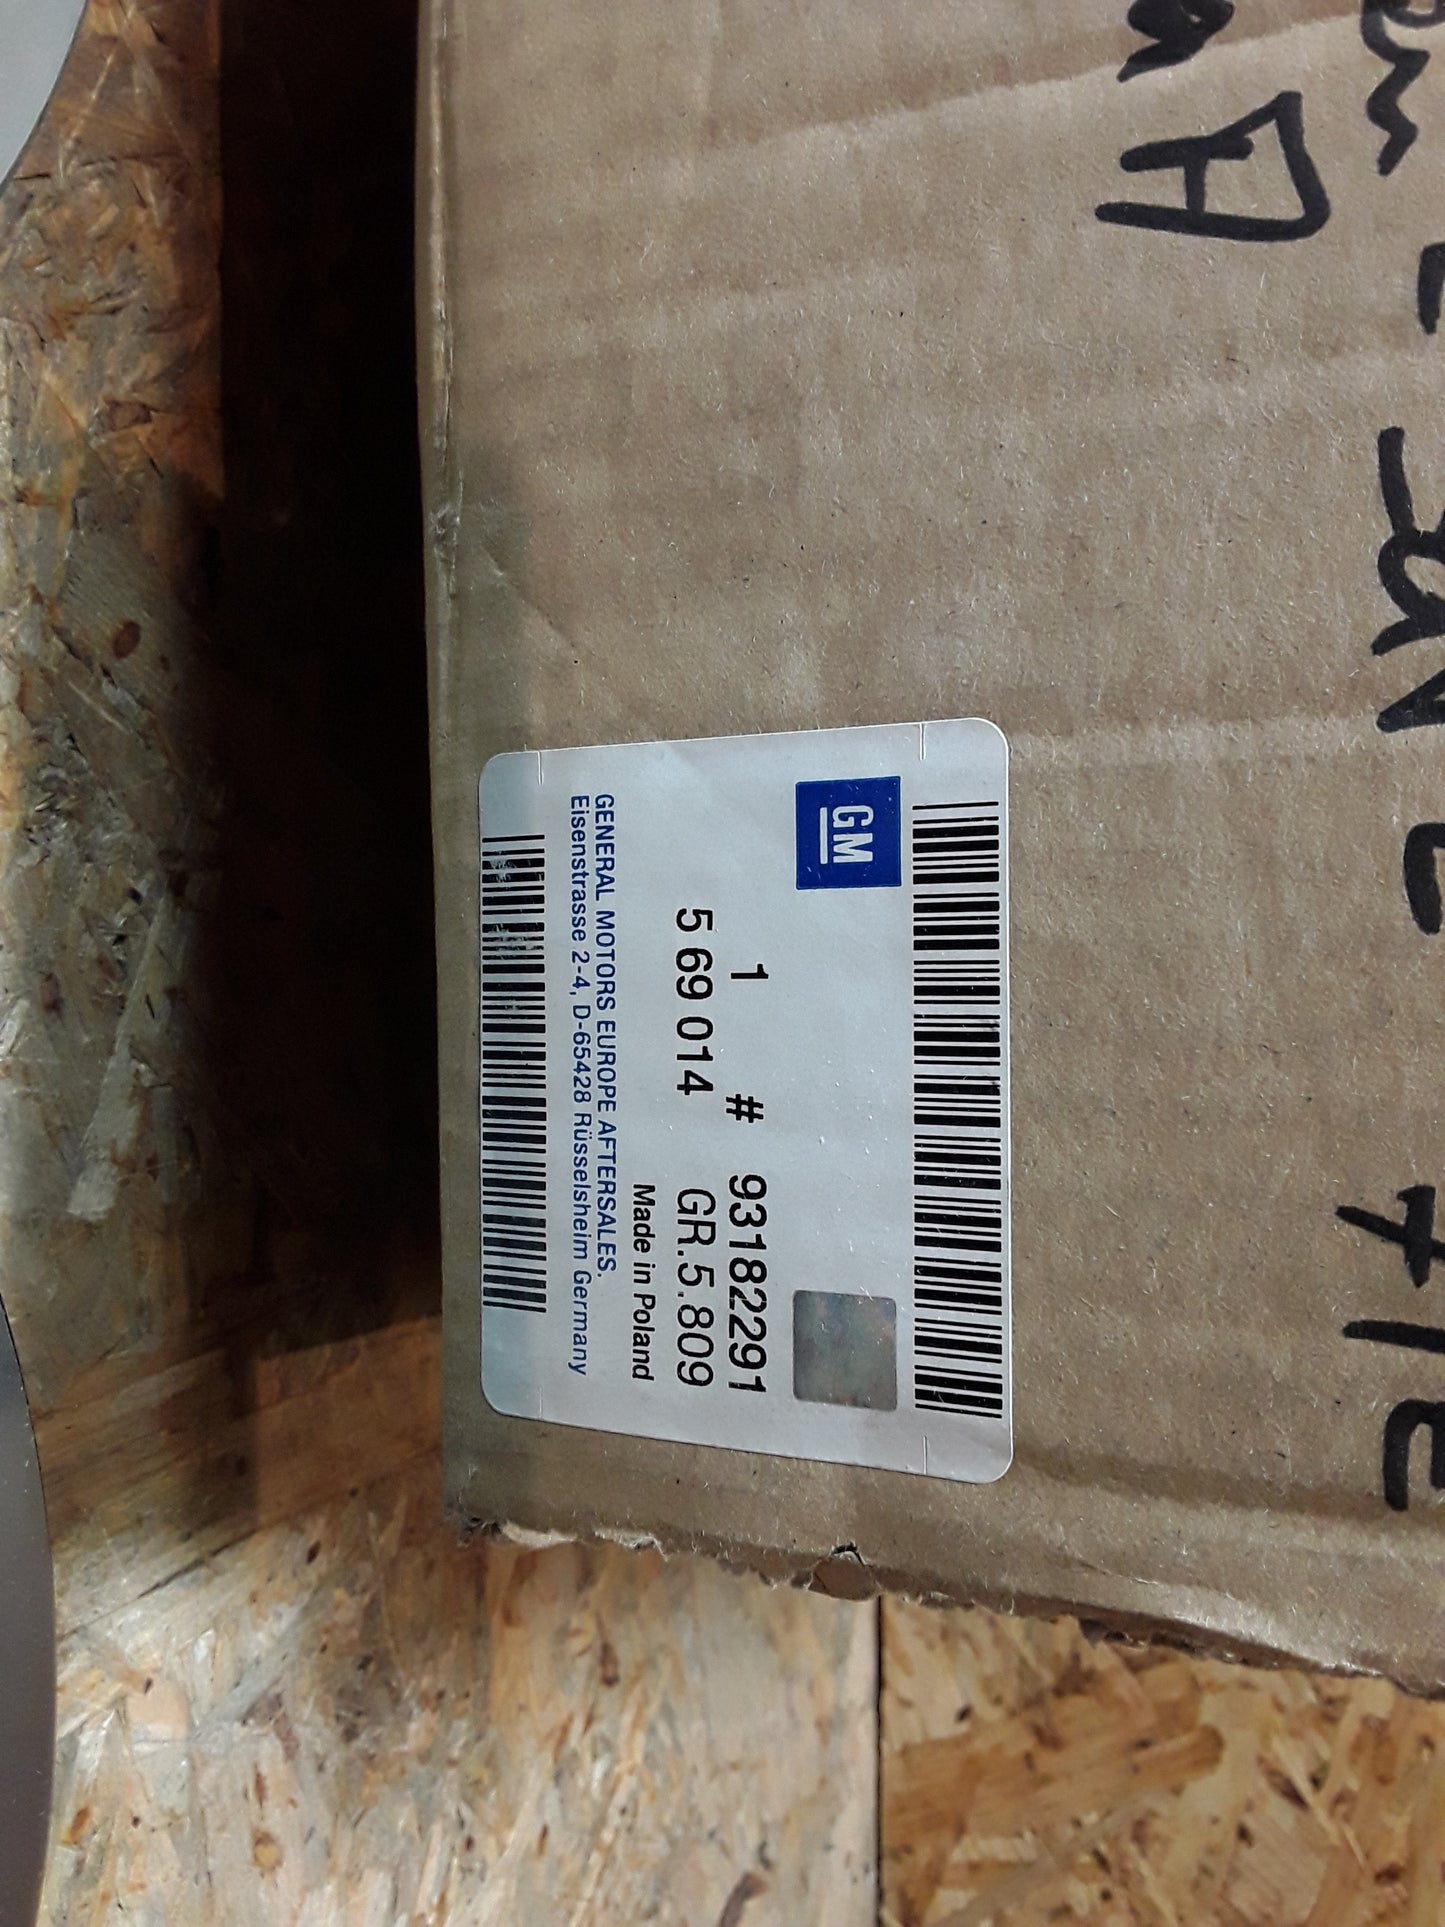 GM
1 # 93182291
5 69 014 GR.5.809
Made in Poland
GENERAL MOTORS EUROPE AFTERSALES.
Eisenstrasse 2-4, D-65428 Rüsselsheim Germany